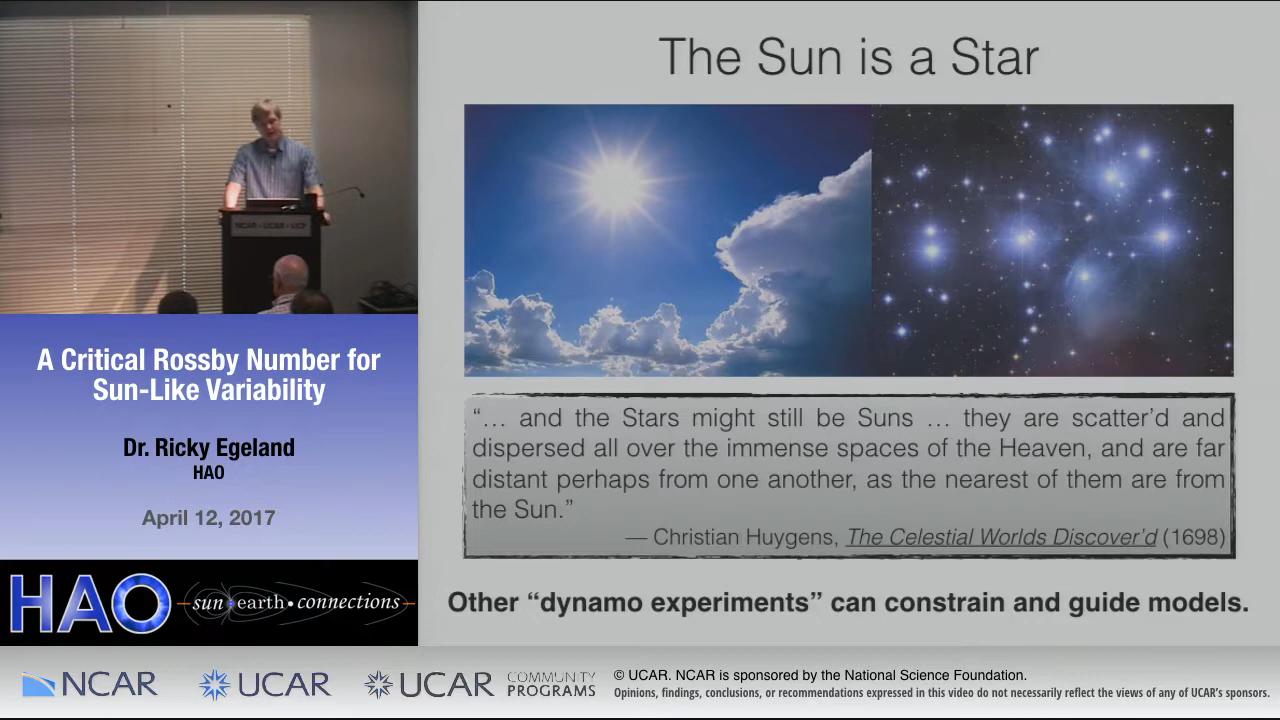 The Sun is a Star
NCAR - UCAR - UCP
A Critical Rossby Number for
Sun-Like Variability
Dr. Ricky Egeland
HAO
April 12, 2017
HAO
sun earth • connections
“… and the Stars might still be Suns … they are scatter’d and
dispersed all over the immense spaces of the Heaven, and are far
distant perhaps from one another, as the nearest of them are from
the Sun.”
— Christian Huygens, The Celestial Worlds Discover’d (1698)
Other “dynamo experiments” can constrain and guide models.
NCAR
UCAR
UCAR
COMMUNITY
PROGRAMS
© UCAR. NCAR is sponsored by the National Science Foundation.
Opinions, findings, conclusions, or recommendations expressed in this video do not necessarily reflect the views of any of UCAR’s sponsors.